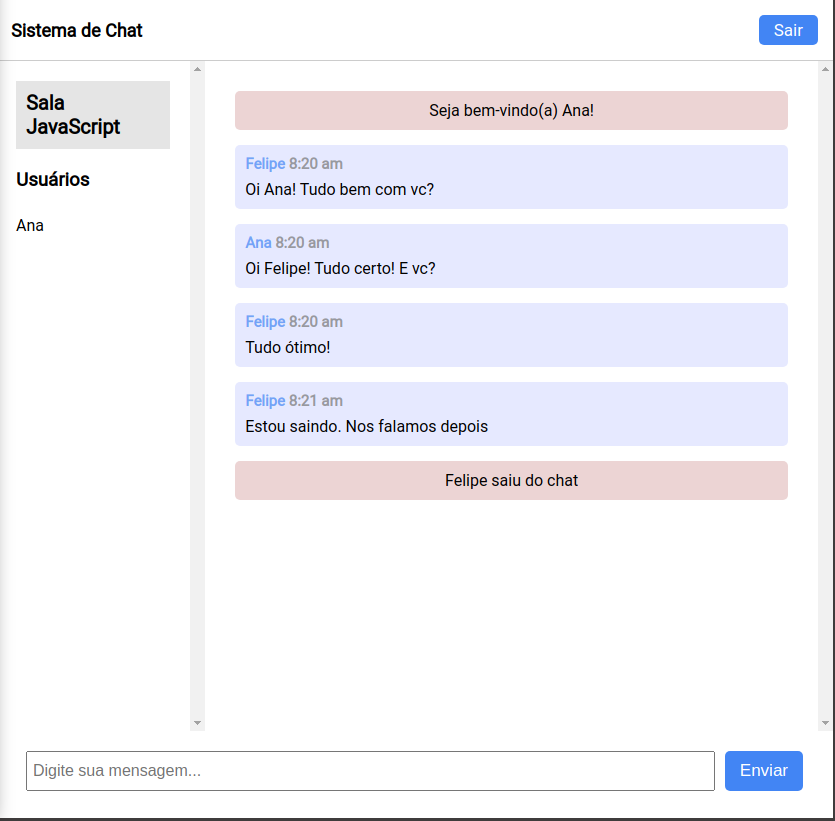 Sistema de Chat
Sair
Sala
JavaScript
Usuários
Ana
Seja bem-vindo(a) Ana!
Felipe 8:20 am
Oi Ana! Tudo bem com vc?
Ana 8:20 am
Oi Felipe! Tudo certo! E vc?
Felipe 8:20 am
Tudo ótimo!
Felipe 8:21 am
Estou saindo. Nos falamos depois
Felipe saiu do chat
Digite sua mensagem...
Enviar